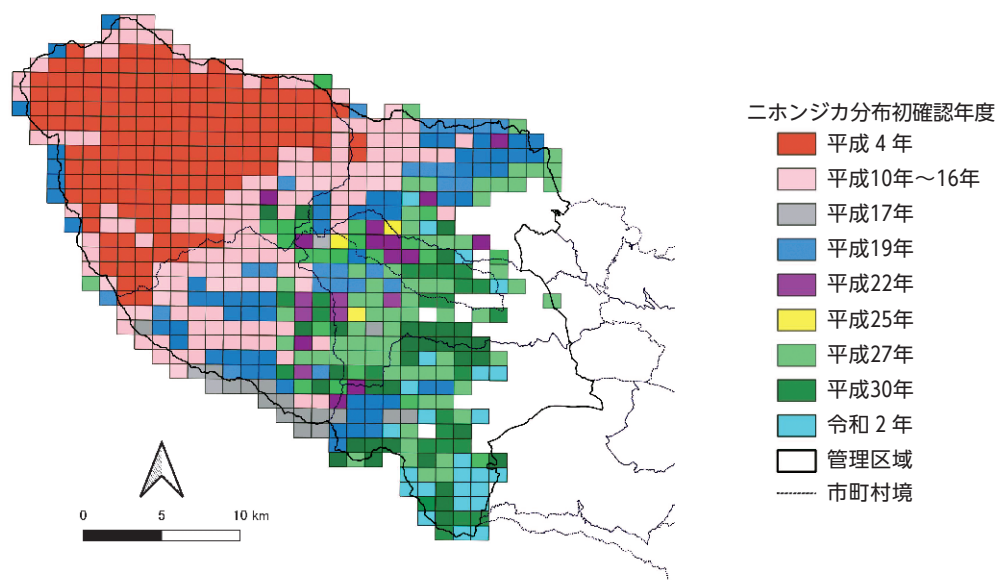 ニホンジカ分布初確認年度
平成 4 年
平成10年～16年
平成17年
平成19年
平成22年
平成25年
平成27年
平成30年
令和 2 年
管理区域
市町村境
0 5 10 km